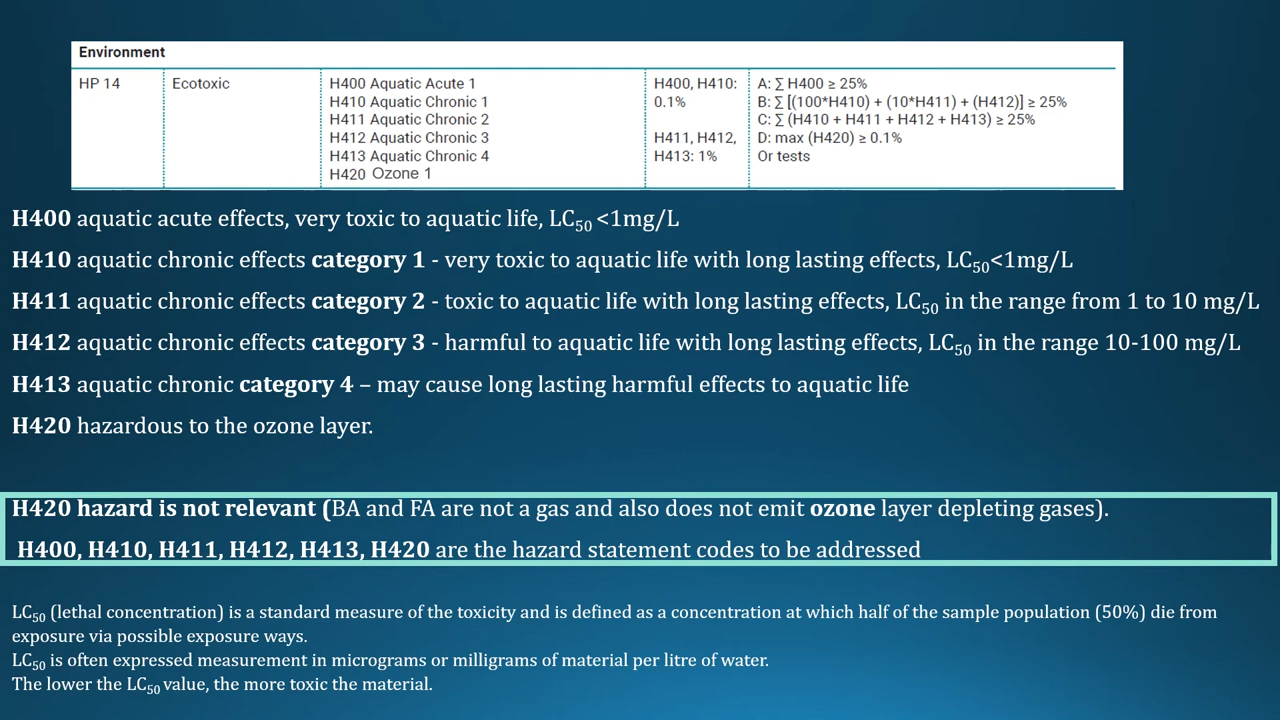 Environment
HP 14 Ecotoxic H400 Aquatic Acute 1 H400, H410: A: ∑ H400 ≥ 25%
H410 Aquatic Chronic 1 0.1% B: ∑ [(100*H410) + (10*H411) + (H412)] ≥ 25%
H411 Aquatic Chronic 2 C: ∑ (H410 + H411 + H412 + H413) ≥ 25%
H412 Aquatic Chronic 3 H411, H412, D: max (H420) ≥ 0.1%
H413 Aquatic Chronic 4 H413: 1% Or tests
H420 Ozone 1
H400 aquatic acute effects, very toxic to aquatic life, LC50 <1mg/L
H410 aquatic chronic effects category 1 - very toxic to aquatic life with long lasting effects, LC50<1mg/L
H411 aquatic chronic effects category 2 - toxic to aquatic life with long lasting effects, LC50 in the range from 1 to 10 mg/L
H412 aquatic chronic effects category 3 - harmful to aquatic life with long lasting effects, LC50 in the range 10-100 mg/L
H413 aquatic chronic category 4 – may cause long lasting harmful effects to aquatic life
H420 hazardous to the ozone layer.
H420 hazard is not relevant (BA and FA are not a gas and also does not emit ozone layer depleting gases).
H400, H410, H411, H412, H413, H420 are the hazard statement codes to be addressed
LC50 (lethal concentration) is a standard measure of the toxicity and is defined as a concentration at which half of the sample population (50%) die from
exposure via possible exposure ways.
LC50 is often expressed measurement in micrograms or milligrams of material per litre of water.
The lower the LC50 value, the more toxic the material.